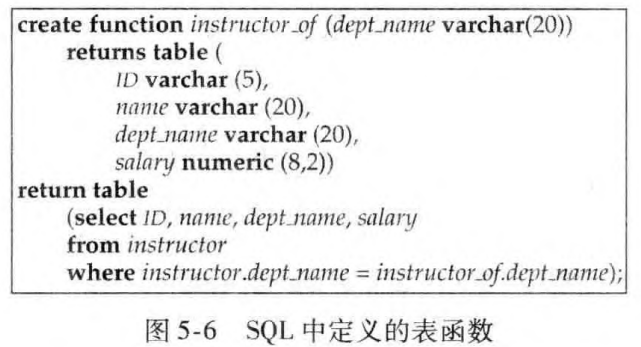 create function instructor_of (dept_name varchar(20))
returns table (
ID varchar (5),
name varchar (20),
dept_name varchar (20),
salary numeric (8,2))
return table
(select ID, name, dept_name, salary
from instructor
where instructor.dept_name = instructor_of.dept_name);
图 5-6 SQL 中定义的表函数